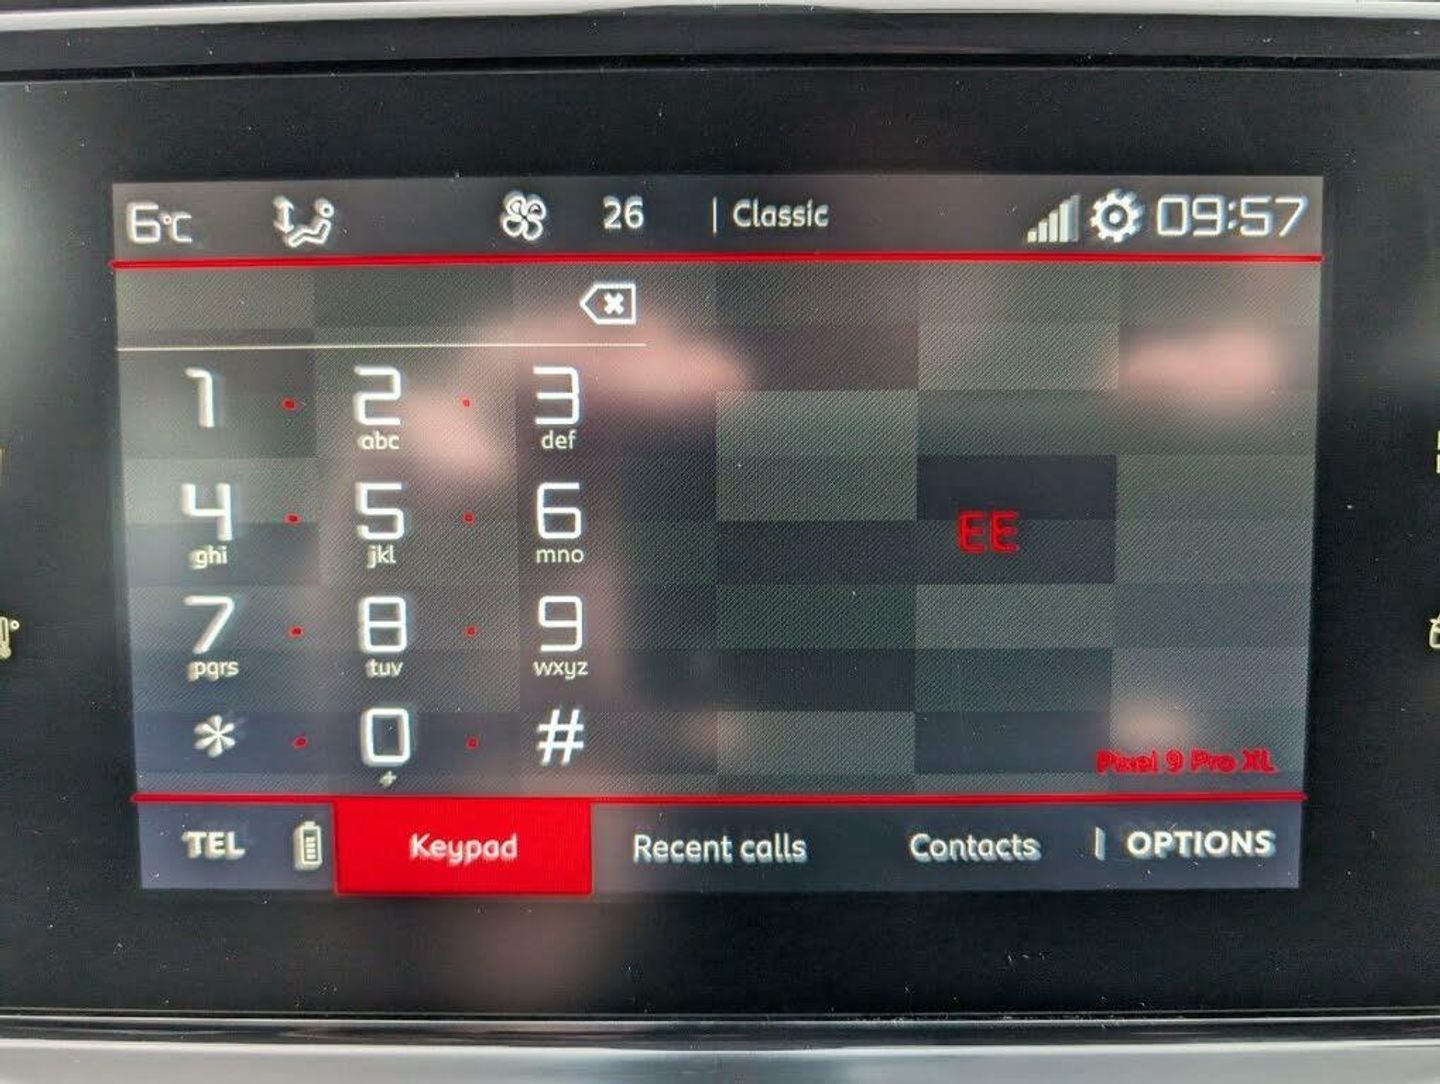 6°C 26 | Classic 09:57
1 2 3
abc def
4 5 6
ghi jkl mno
EE
7 8 9
pqrs tuv wxyz
* 0 #
+
Pixel 9 Pro XL
TEL Keypad Recent calls Contacts | OPTIONS